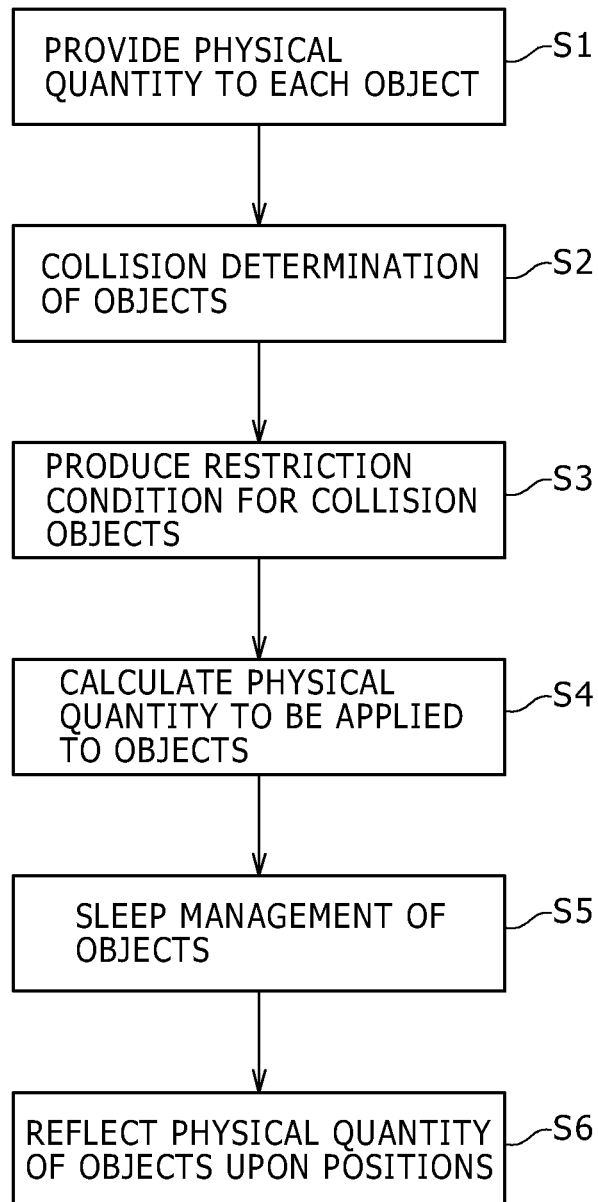 PROVIDE PHYSICAL
QUANTITY TO EACH OBJECT
S1
COLLISION DETERMINATION
OF OBJECTS
S2
PRODUCE RESTRICTION
CONDITION FOR COLLISION
OBJECTS
S3
CALCULATE PHYSICAL
QUANTITY TO BE APPLIED
TO OBJECTS
S4
SLEEP MANAGEMENT OF
OBJECTS
S5
REFLECT PHYSICAL QUANTITY
OF OBJECTS UPON POSITIONS
S6